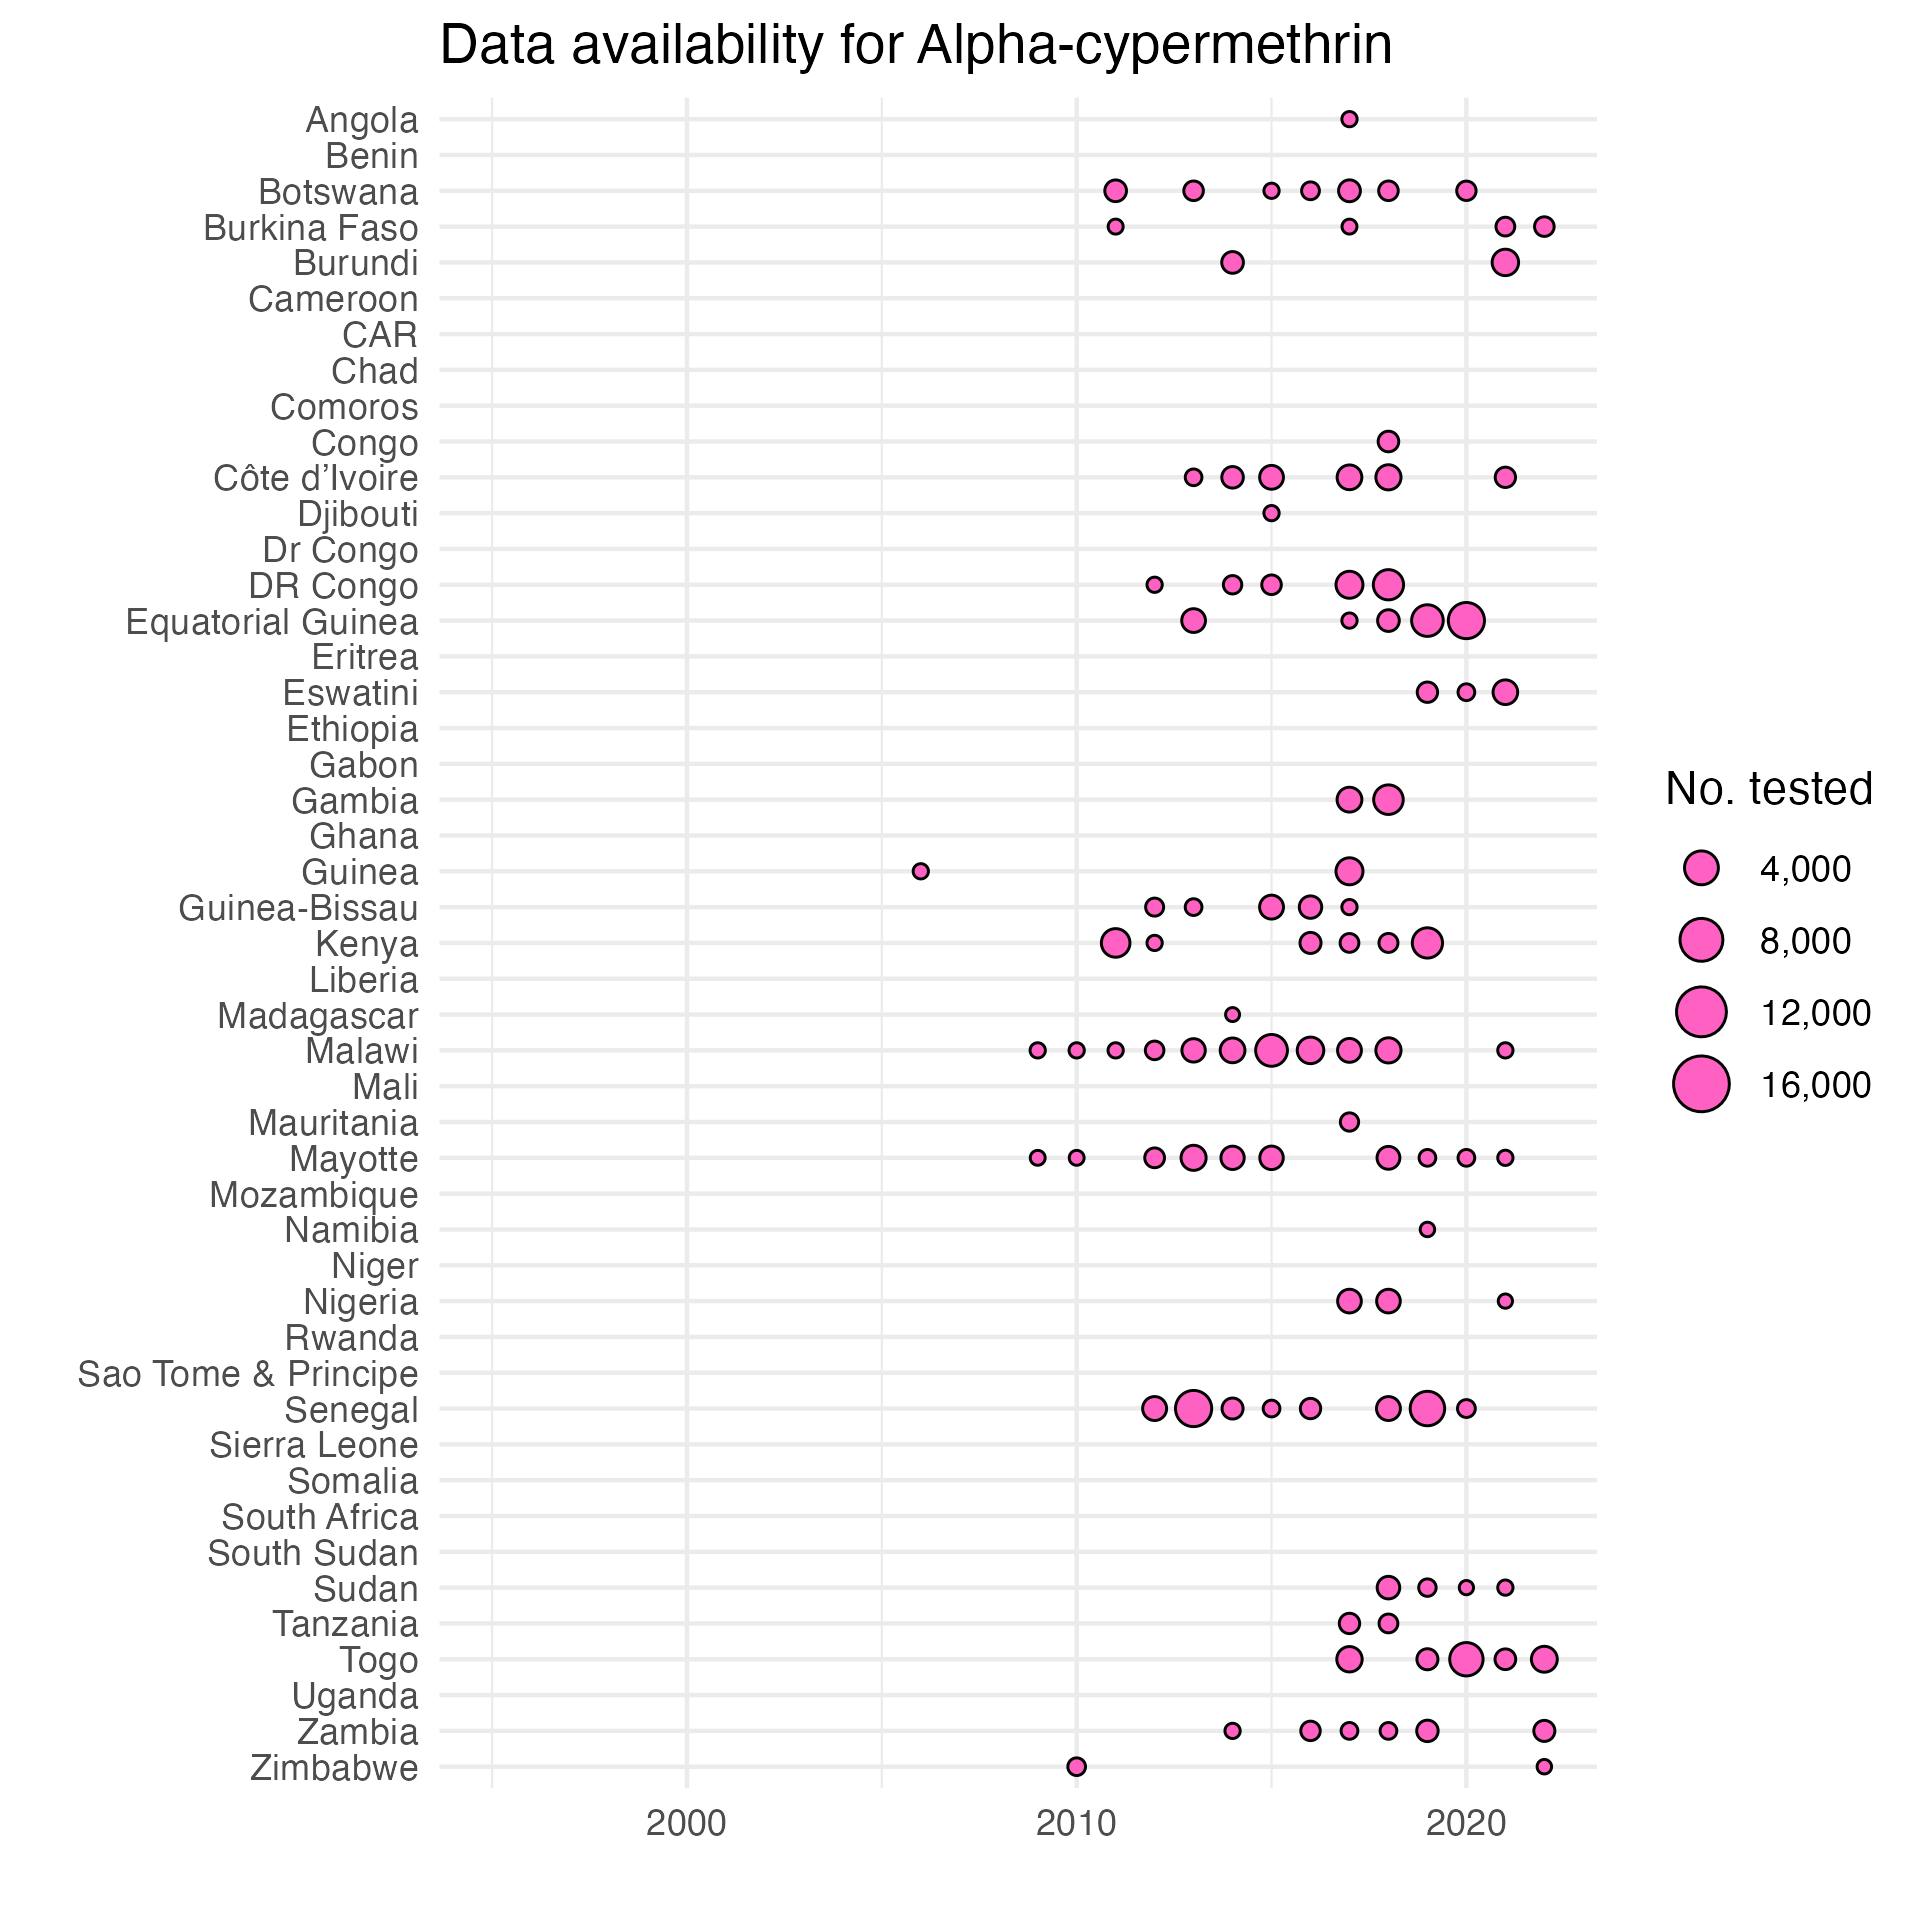 Data availability for Alpha-cypermethrin
Angola
Benin
Botswana
Burkina Faso
Burundi
Cameroon
CAR
Chad
Comoros
Congo
Côte d’Ivoire
Djibouti
Dr Congo
DR Congo
Equatorial Guinea
Eritrea
Eswatini
Ethiopia
Gabon
Gambia
Ghana
Guinea
Guinea-Bissau
Kenya
Liberia
Madagascar
Malawi
Mali
Mauritania
Mayotte
Mozambique
Namibia
Niger
Nigeria
Rwanda
Sao Tome & Principe
Senegal
Sierra Leone
Somalia
South Africa
South Sudan
Sudan
Tanzania
Togo
Uganda
Zambia
Zimbabwe
2000 2010 2020
No. tested
4,000
8,000
12,000
16,000